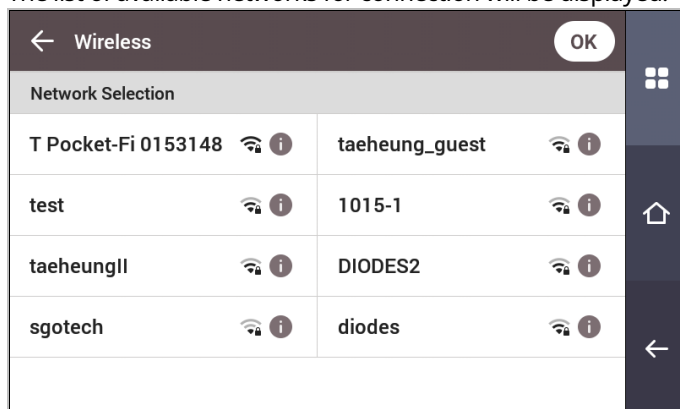 The list of available networks for connection will be displayed.
Wireless
OK
Network Selection
T Pocket-Fi 0153148
taeheung_guest
test
1015-1
taeheungII
DIODES2
sgotech
diodes